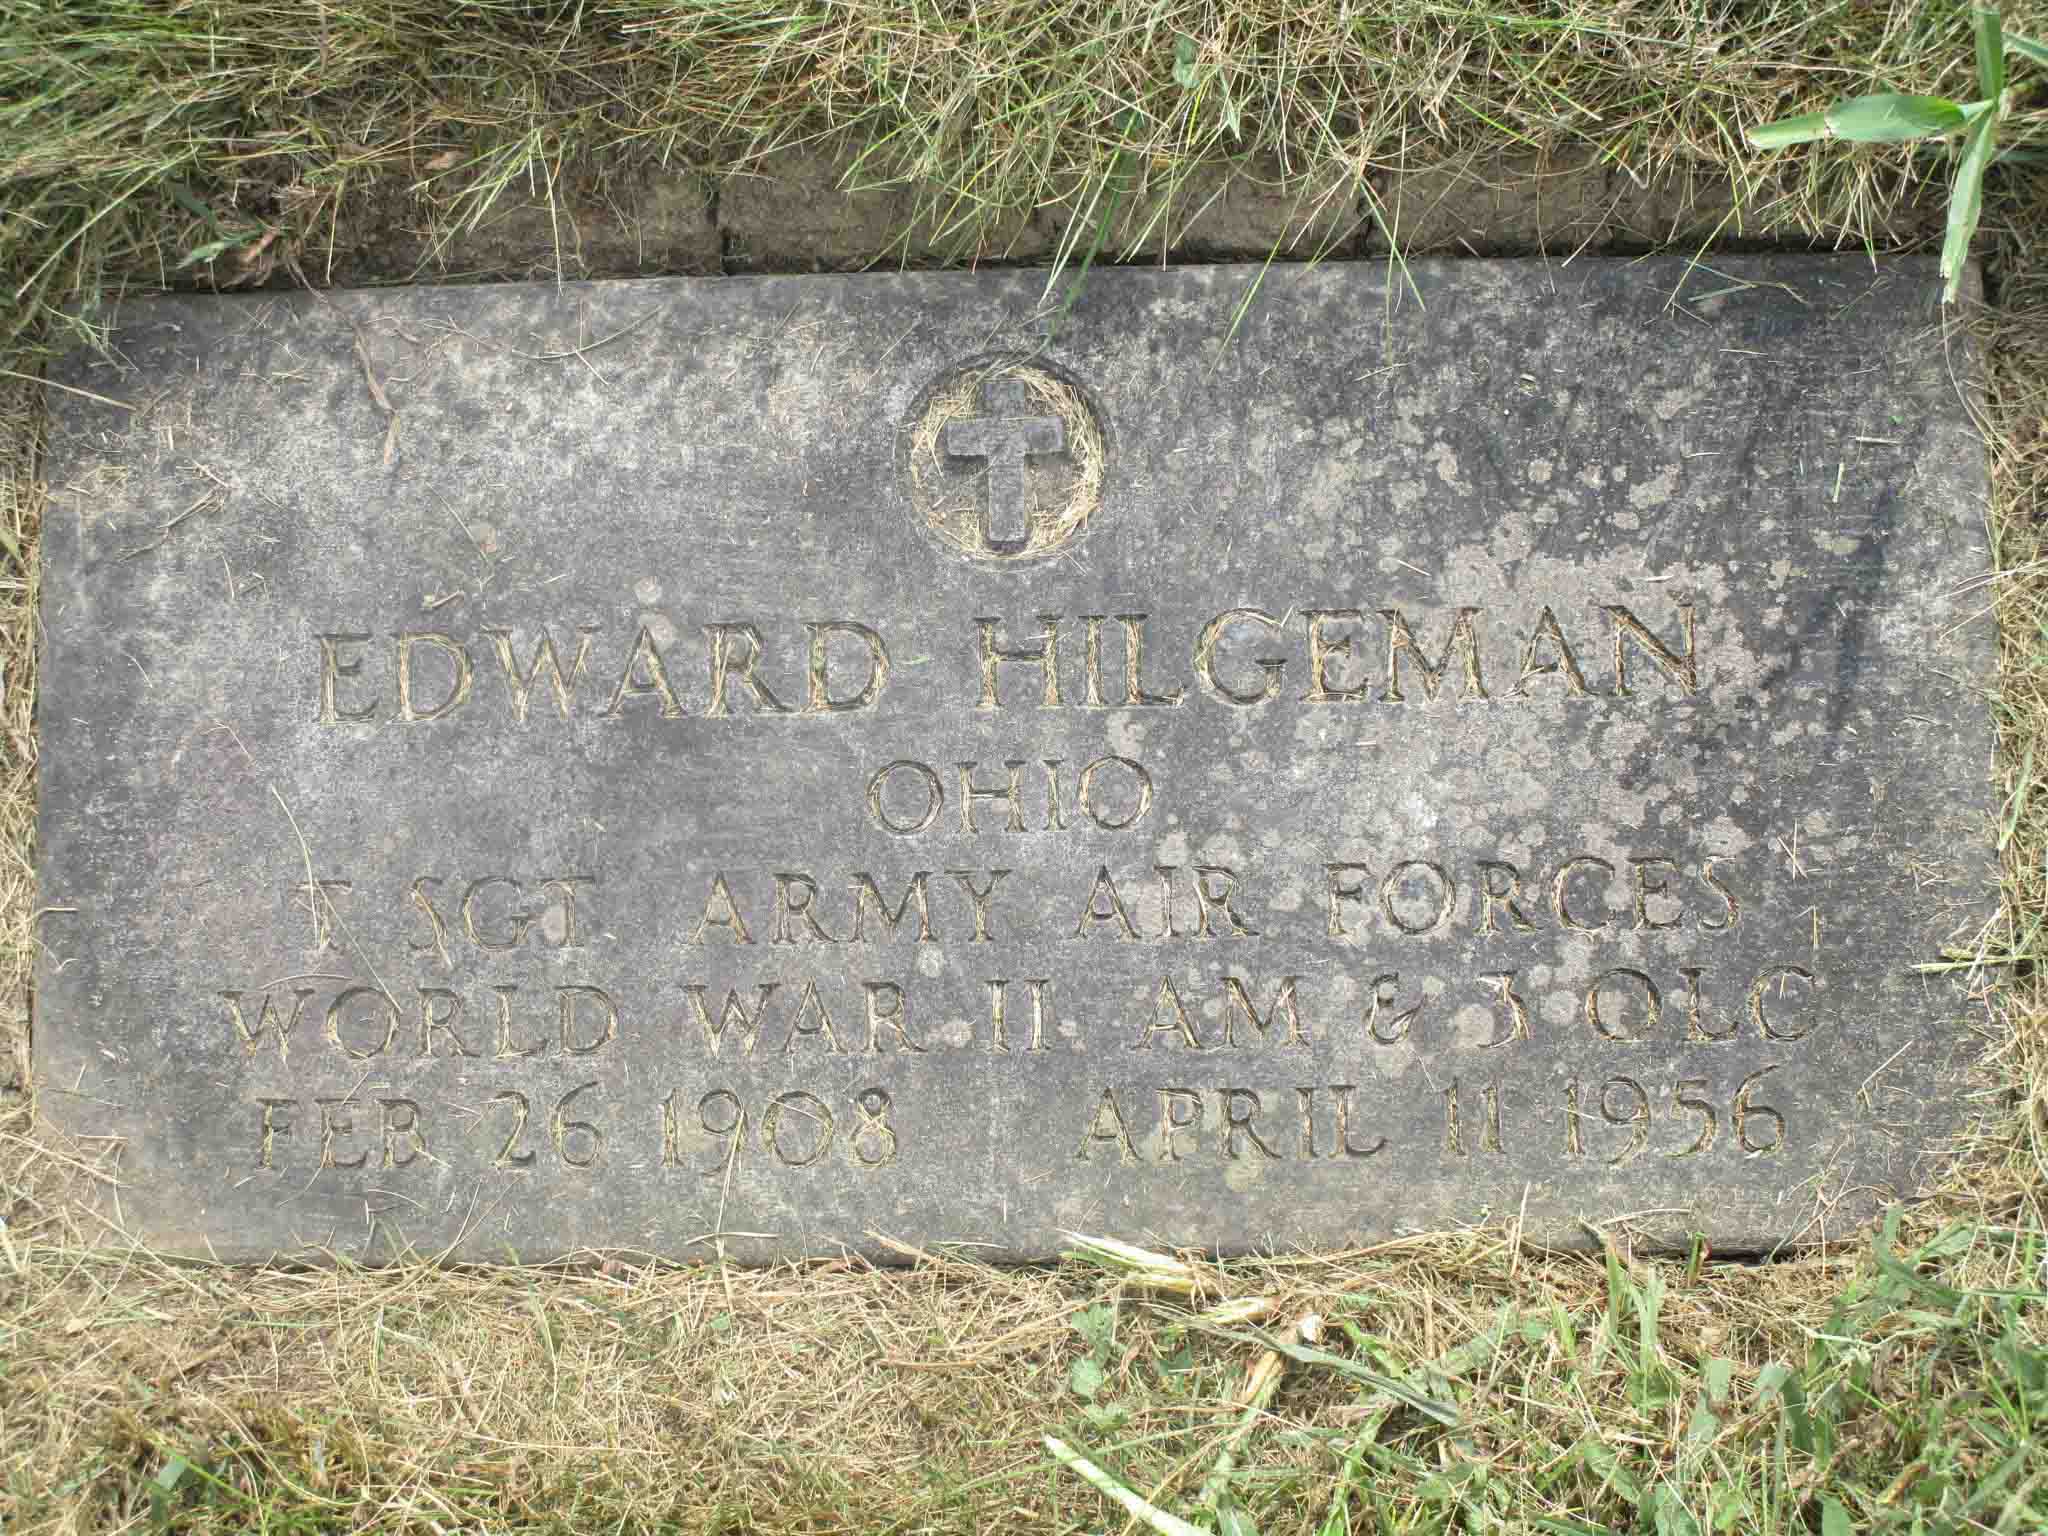 EDWARD HILGEMAN
OHIO
T SGT ARMY AIR FORCES
WORLD WAR II AM & 3 OLC
FEB 26 1908 APRIL 11 1956